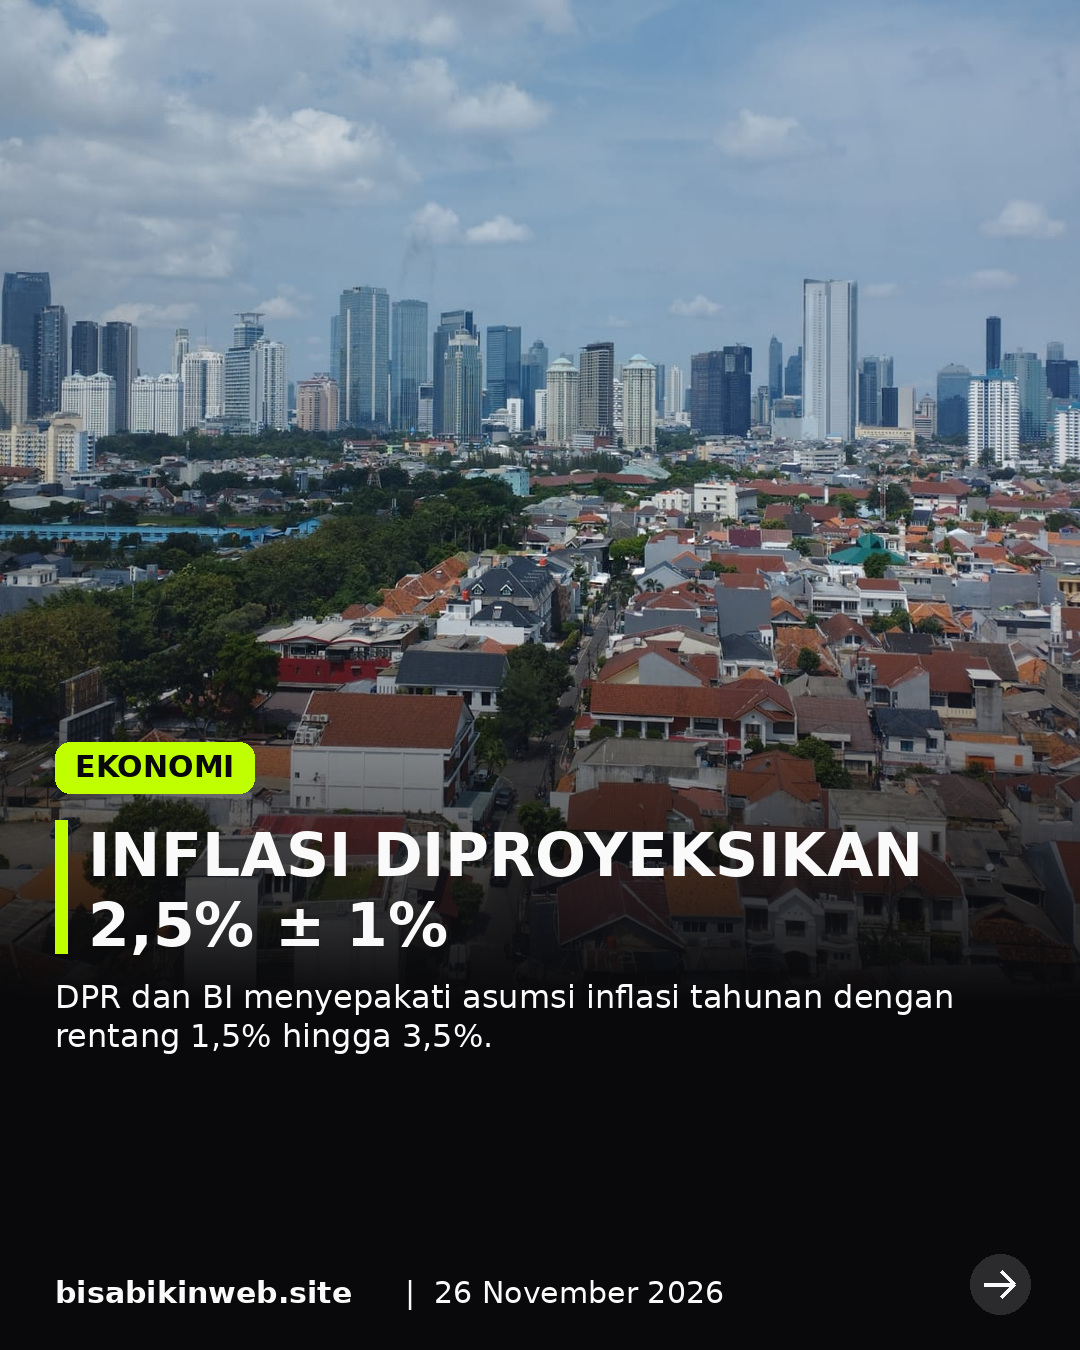 EKONOMI
INFLASI DIPROYEKSIKAN
2,5% ± 1%
DPR dan BI menyepakati asumsi inflasi tahunan dengan
rentang 1,5% hingga 3,5%.
bisabikinweb.site | 26 November 2026